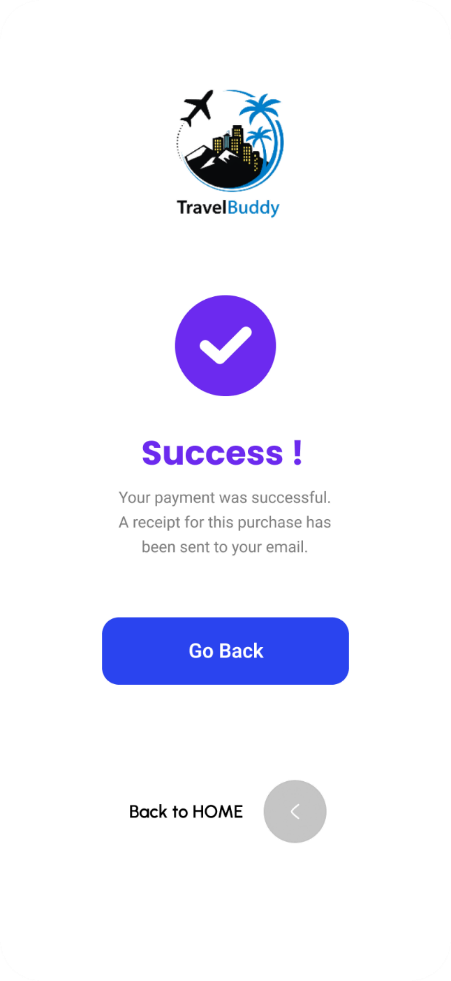 TravelBuddy
Success !
Your payment was successful.
A receipt for this purchase has
been sent to your email.
Go Back
Back to HOME